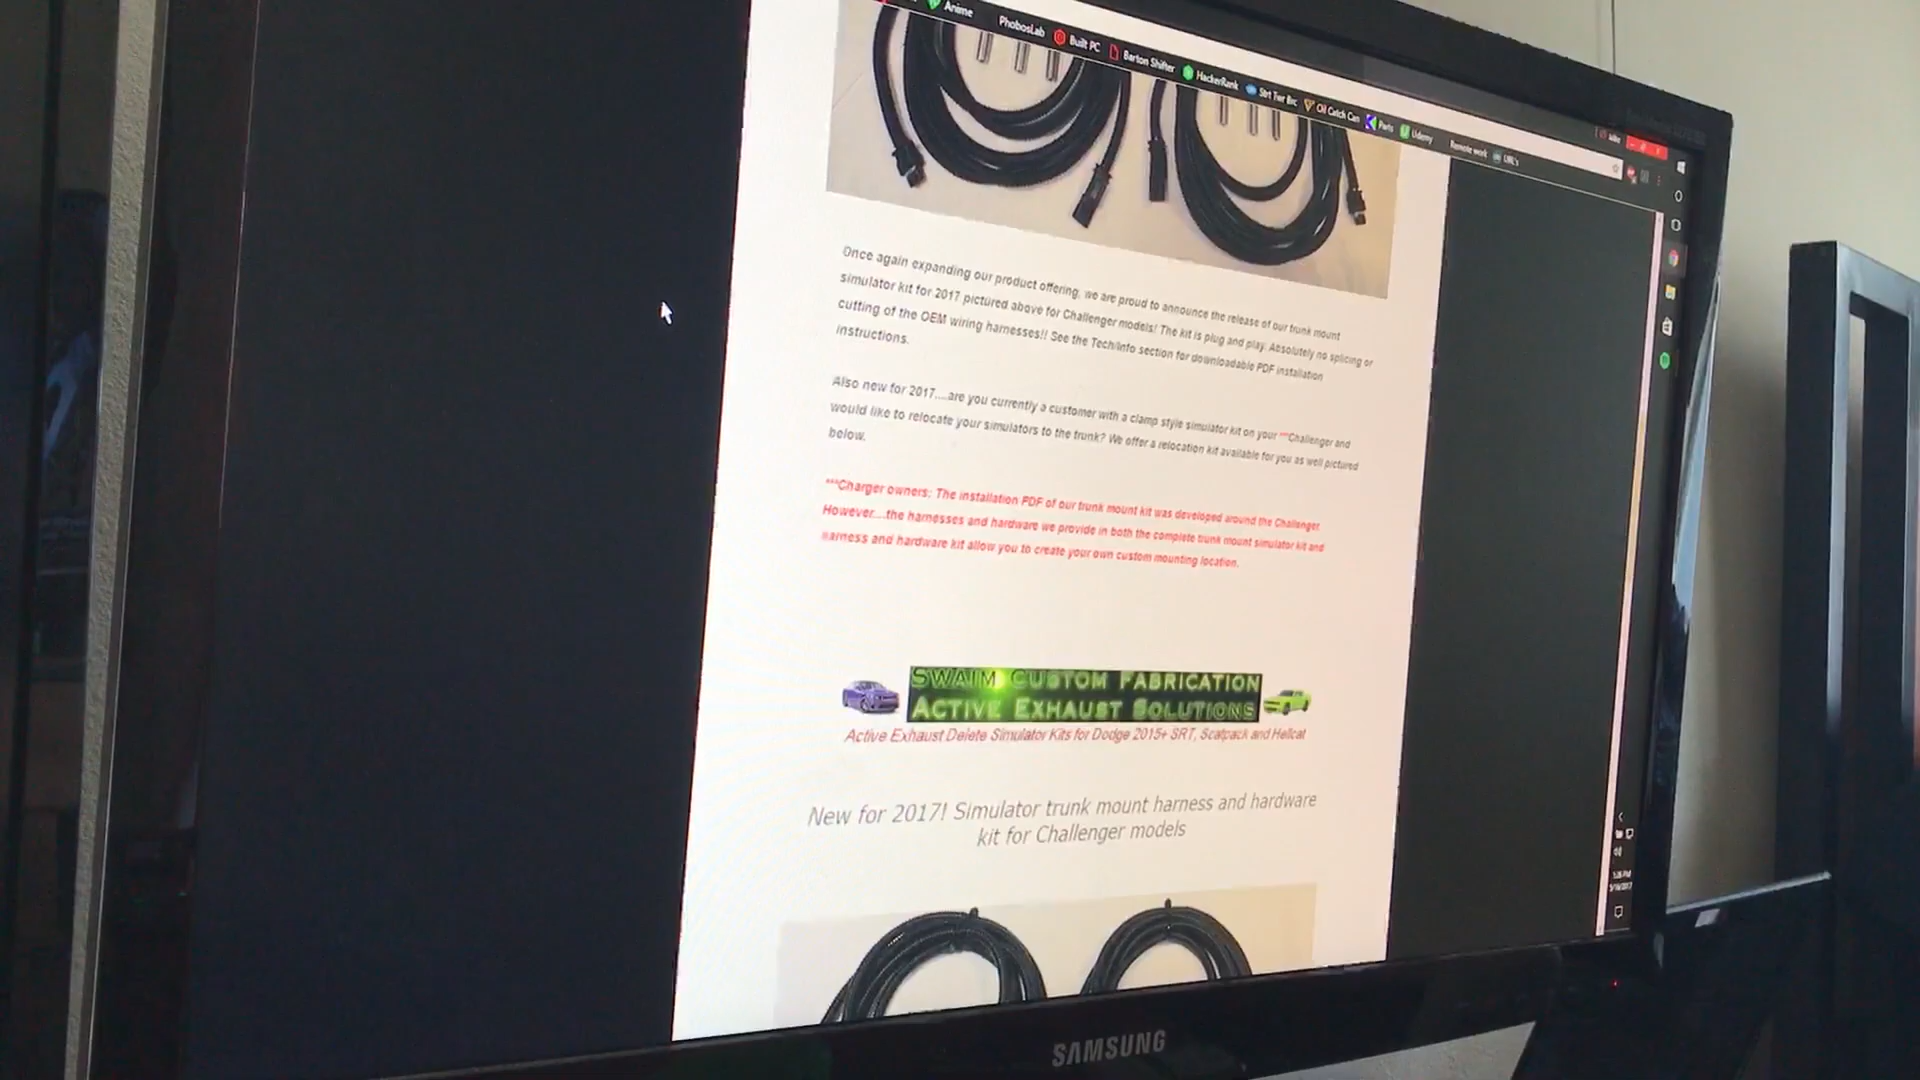 Anime
PhobosLab
Built PC
Barton Shifter
HackerRank
Strt Twr Brc
Oil Catch Can
Parts
Udemy
Remote work
URL's
Once again expanding our product offering, we are proud to announce the release of our trunk mount
simulator kit for 2017 pictured above for Challenger models! The kit is plug and play. Absolutely no splicing or
cutting of the OEM wiring harnesses!! See the Tech/Info section for downloadable PDF installation
instructions.
Also new for 2017....are you currently a customer with a clamp style simulator kit on your ***Challenger and
would like to relocate your simulators to the trunk? We offer a relocation kit available for you as well pictured
below.
***Charger owners: The installation PDF of our trunk mount kit was developed around the Challenger.
However....the harnesses and hardware we provide in both the complete trunk mount simulator kit and
harness and hardware kit allow you to create your own custom mounting location.
SWAIM CUSTOM FABRICATION
ACTIVE EXHAUST SOLUTIONS
Active Exhaust Delete Simulator Kits for Dodge 2015+ SRT, Scatpack and Hellcat
New for 2017! Simulator trunk mount harness and hardware
kit for Challenger models
SAMSUNG